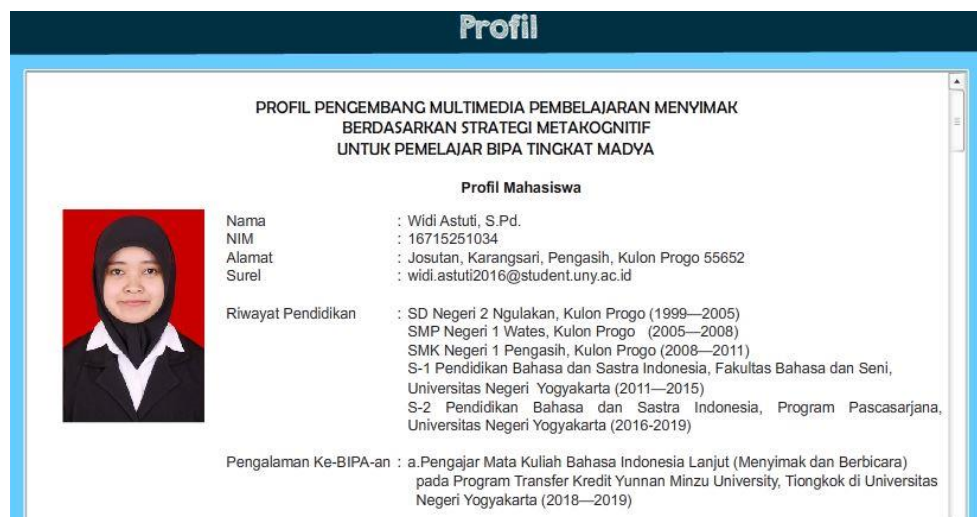 Profil
PROFIL PENGEMBANG MULTIMEDIA PEMBELAJARAN MENYIMAK
BERDASARKAN STRATEGI METAKOGNITIF
UNTUK PEMELAJAR BIPA TINGKAT MADYA
Profil Mahasiswa
Nama : Widi Astuti, S.Pd.
NIM : 16715251034
Alamat : Josutan, Karangsari, Pengasih, Kulon Progo 55652
Surel : widi.astuti2016@student.uny.ac.id
Riwayat Pendidikan : SD Negeri 2 Ngulakan, Kulon Progo (1999—2005)
SMP Negeri 1 Wates, Kulon Progo (2005—2008)
SMK Negeri 1 Pengasih, Kulon Progo (2008—2011)
S-1 Pendidikan Bahasa dan Sastra Indonesia, Fakultas Bahasa dan Seni,
Universitas Negeri Yogyakarta (2011—2015)
S-2 Pendidikan Bahasa dan Sastra Indonesia, Program Pascasarjana,
Universitas Negeri Yogyakarta (2016-2019)
Pengalaman Ke-BIPA-an : a.Pengajar Mata Kuliah Bahasa Indonesia Lanjut (Menyimak dan Berbicara)
pada Program Transfer Kredit Yunnan Minzu University, Tiongkok di Universitas
Negeri Yogyakarta (2018—2019)